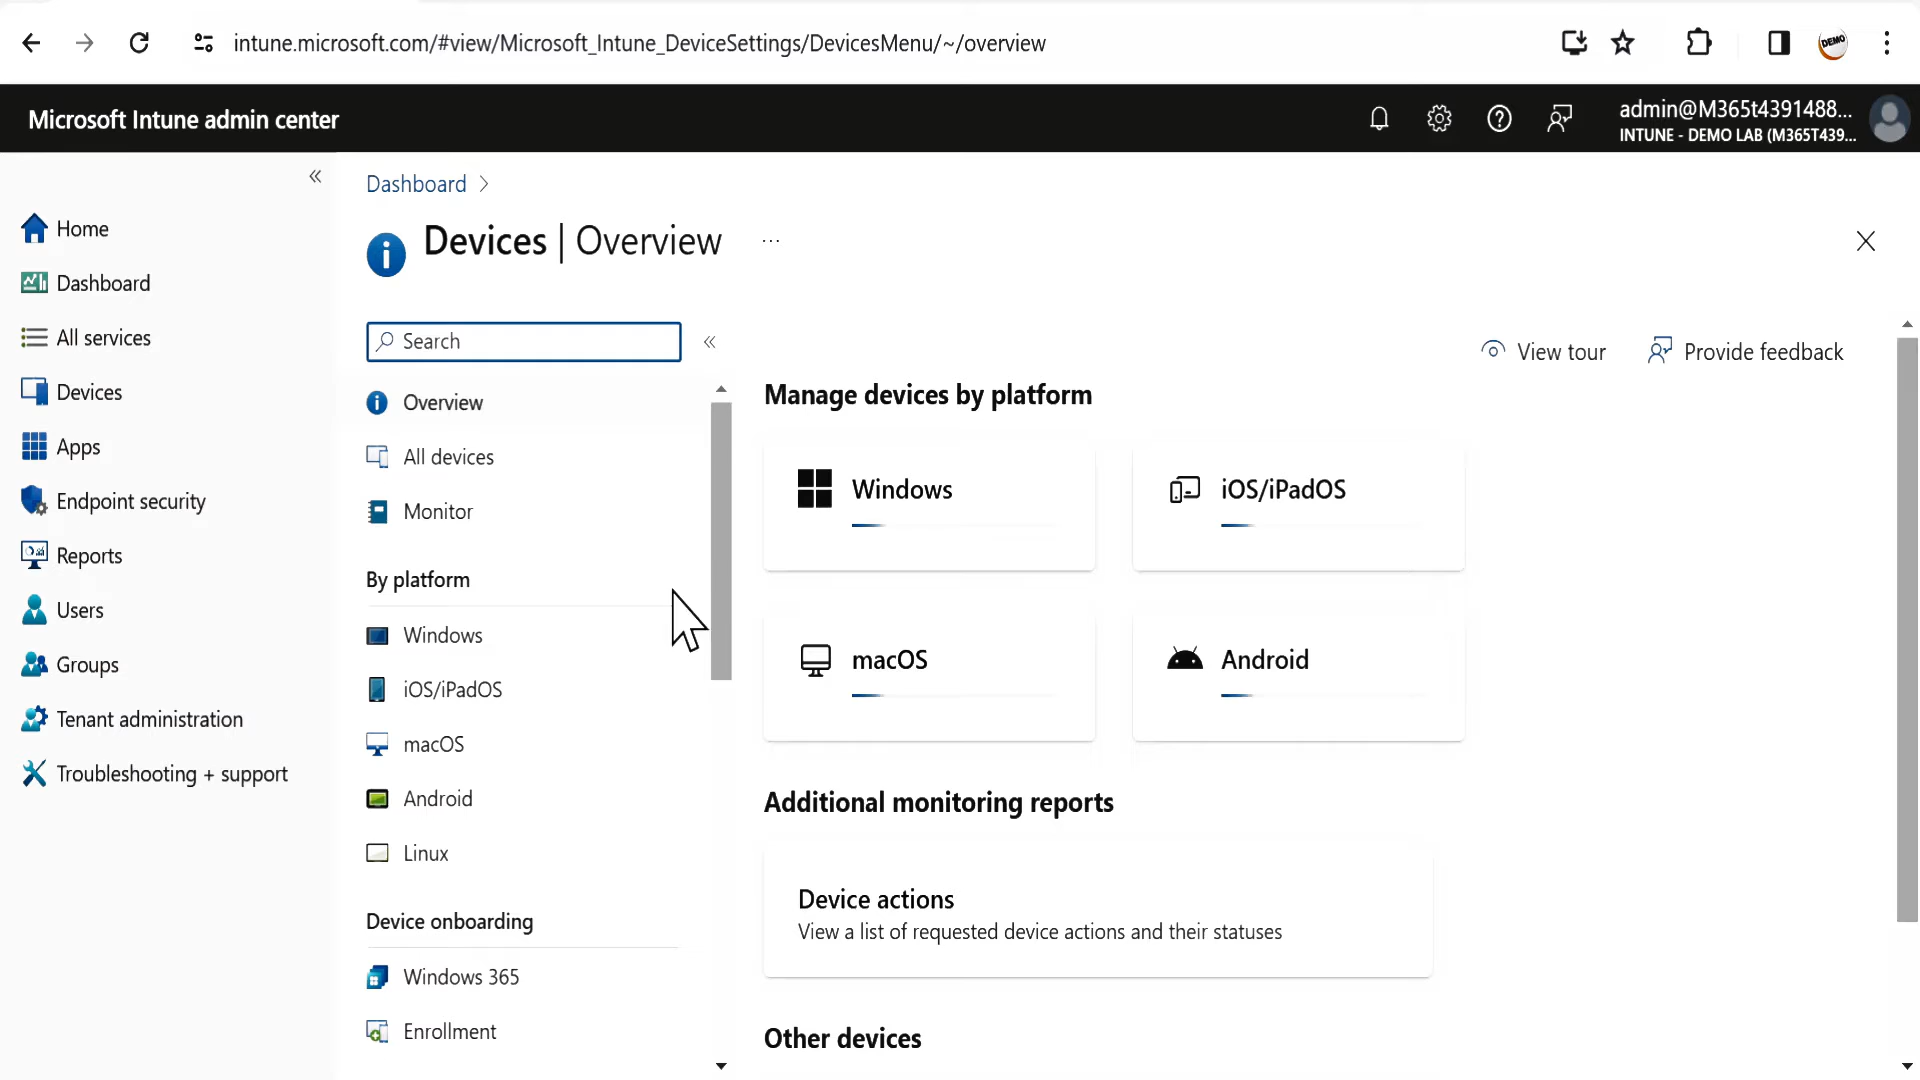 intune.microsoft.com/#view/Microsoft_Intune_DeviceSettings/DevicesMenu/~/overview
DEMO
Microsoft Intune admin center
admin@M365t4391488...
INTUNE - DEMO LAB (M365T439...
Home
Dashboard
All services
Devices
Apps
Endpoint security
Reports
Users
Groups
Tenant administration
Troubleshooting + support
Dashboard
Devices | Overview
...
Search
Overview
All devices
Monitor
By platform
Windows
iOS/iPadOS
macOS
Android
Linux
Device onboarding
Windows 365
Enrollment
View tour
Provide feedback
Manage devices by platform
Windows
iOS/iPadOS
macOS
Android
Additional monitoring reports
Device actions
View a list of requested device actions and their statuses
Other devices